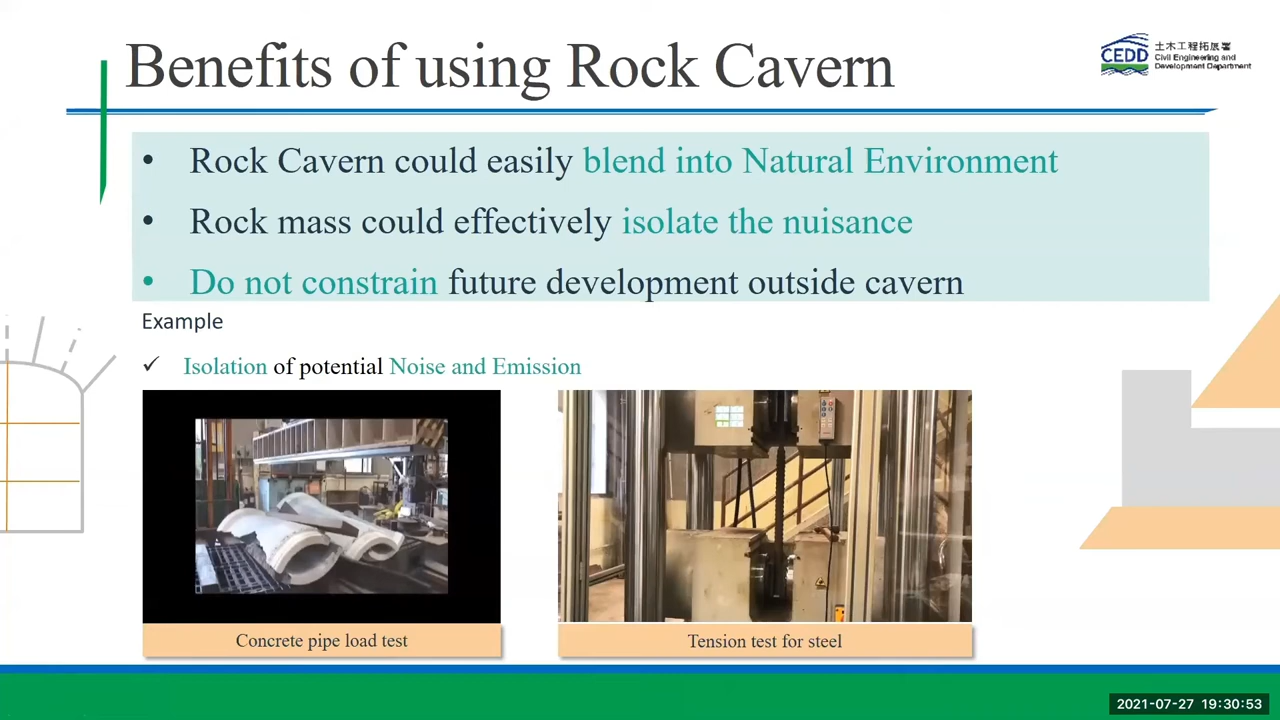 Benefits of using Rock Cavern
CEDD
土木工程拓展署
Civil Engineering and
Development Department
• Rock Cavern could easily blend into Natural Environment
• Rock mass could effectively isolate the nuisance
• Do not constrain future development outside cavern
Example
✓ Isolation of potential Noise and Emission
Concrete pipe load test
Tension test for steel
2021-07-27 19:30:53